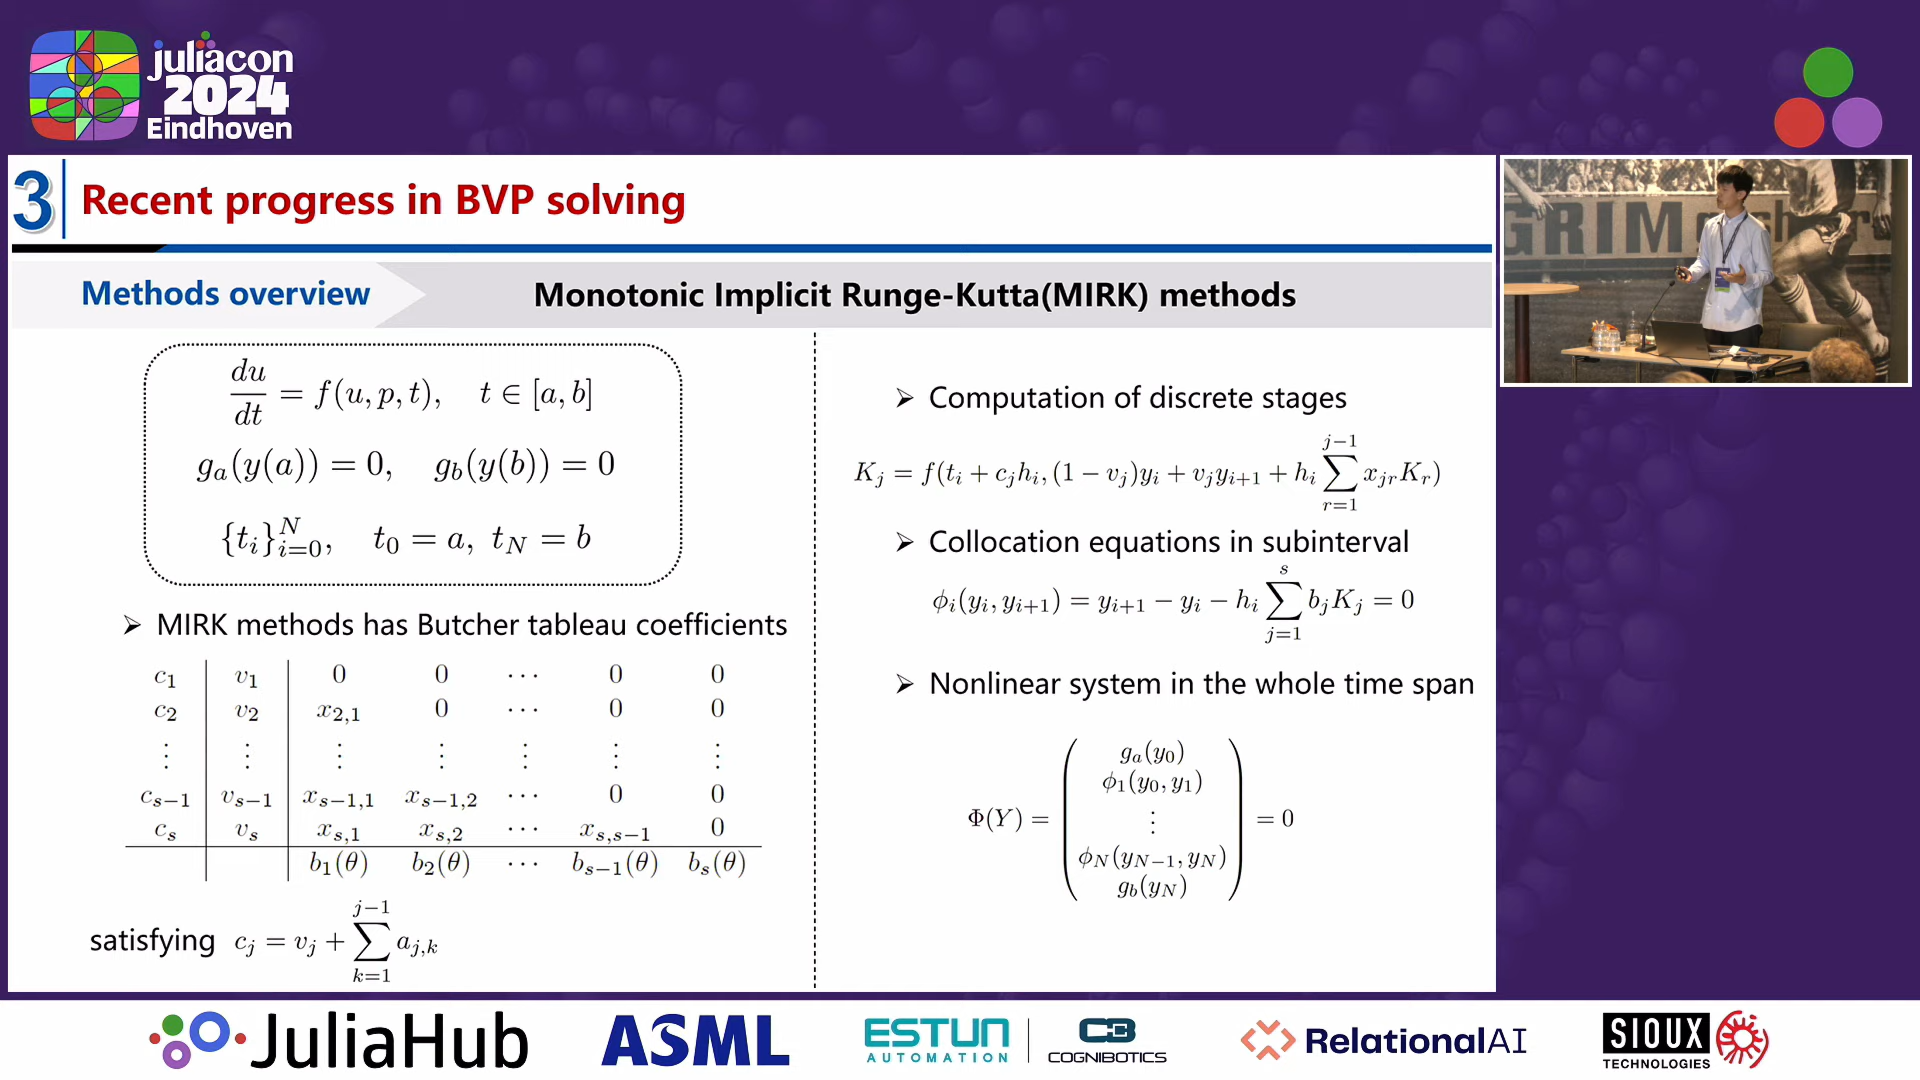 juliacon
2024
Eindhoven
3 Recent progress in BVP solving
Methods overview
Monotonic Implicit Runge-Kutta(MIRK) methods
du/dt = f(u, p, t), t ∈ [a, b]
g_a(y(a)) = 0, g_b(y(b)) = 0
{t_i}_{i=0}^N, t_0 = a, t_N = b
➢ MIRK methods has Butcher tableau coefficients
c_1 | v_1 | 0 0 ⋯ 0 0
c_2 | v_2 | x_{2,1} 0 ⋯ 0 0
⋮ ⋮ ⋮ ⋮ ⋮ ⋮ ⋮
c_{s−1} | v_{s−1} | x_{s−1,1} x_{s−1,2} ⋯ 0 0
c_s | v_s | x_{s,1} x_{s,2} ⋯ x_{s,s−1} 0
b_1(θ) b_2(θ) ⋯ b_{s−1}(θ) b_s(θ)
satisfying c_j = v_j + ∑_{k=1}^{j−1} a_{j,k}
➢ Computation of discrete stages
K_j = f(t_i + c_j h_i, (1 − v_j)y_i + v_j y_{i+1} + h_i ∑_{r=1}^{j−1} x_{jr} K_r)
➢ Collocation equations in subinterval
ϕ_i(y_i, y_{i+1}) = y_{i+1} − y_i − h_i ∑_{j=1}^{s} b_j K_j = 0
➢ Nonlinear system in the whole time span
g_a(y_0)
ϕ_1(y_0, y_1)
Φ(Y) = ⋮ = 0
ϕ_N(y_{N−1}, y_N)
g_b(y_N)
GRIM
JuliaHub
ASML
ESTUN
AUTOMATION
COGNIBOTICS
RelationalAI
SIOUX
TECHNOLOGIES